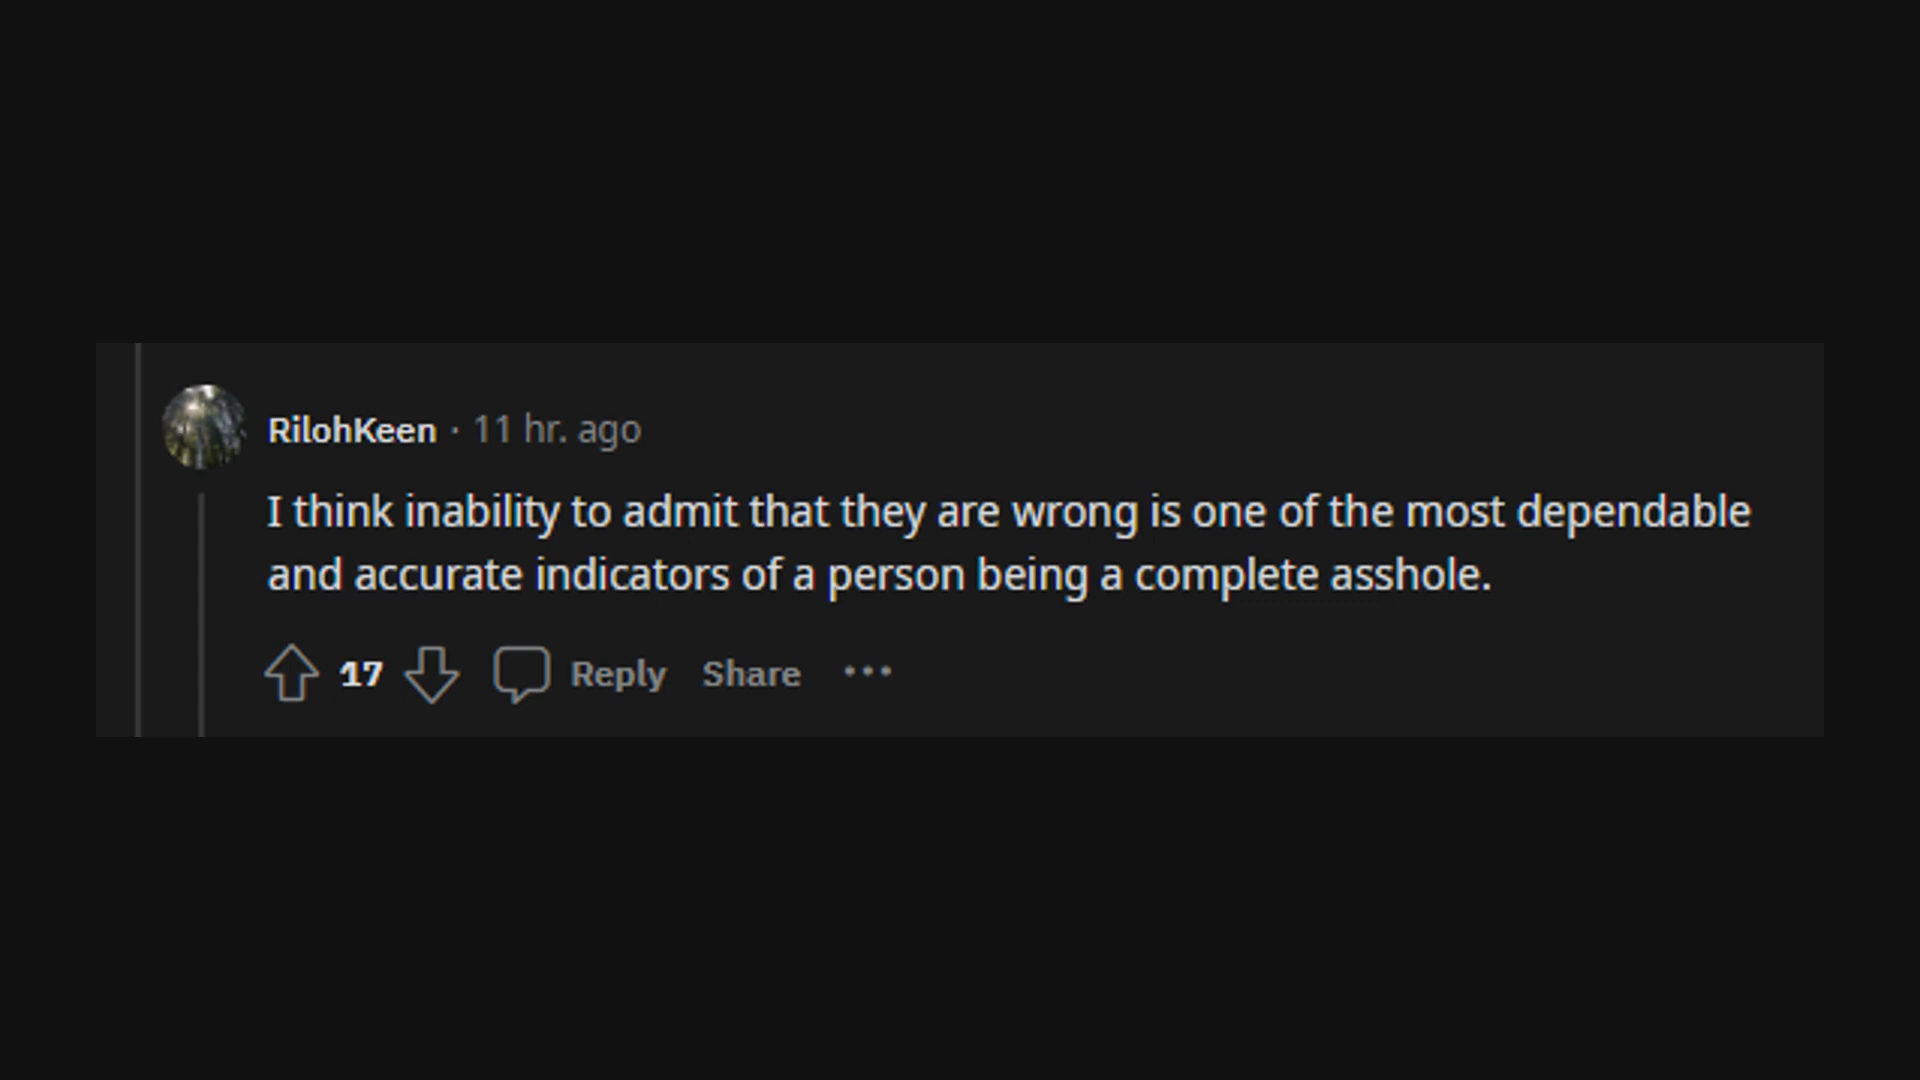 RilohKeen · 11 hr. ago
I think inability to admit that they are wrong is one of the most dependable
and accurate indicators of a person being a complete asshole.
17 Reply Share •••